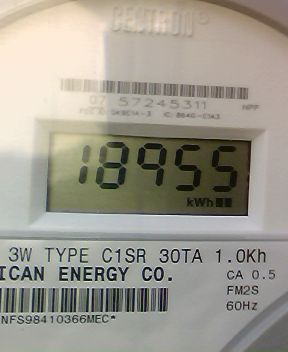 CENTRON®
07 57245311 NPF
18955
kWh
3W TYPE C1SR 30TA 1.0Kh
ICAN ENERGY CO. CA 0.5
FM2S
60Hz
NFS98410366MEC*